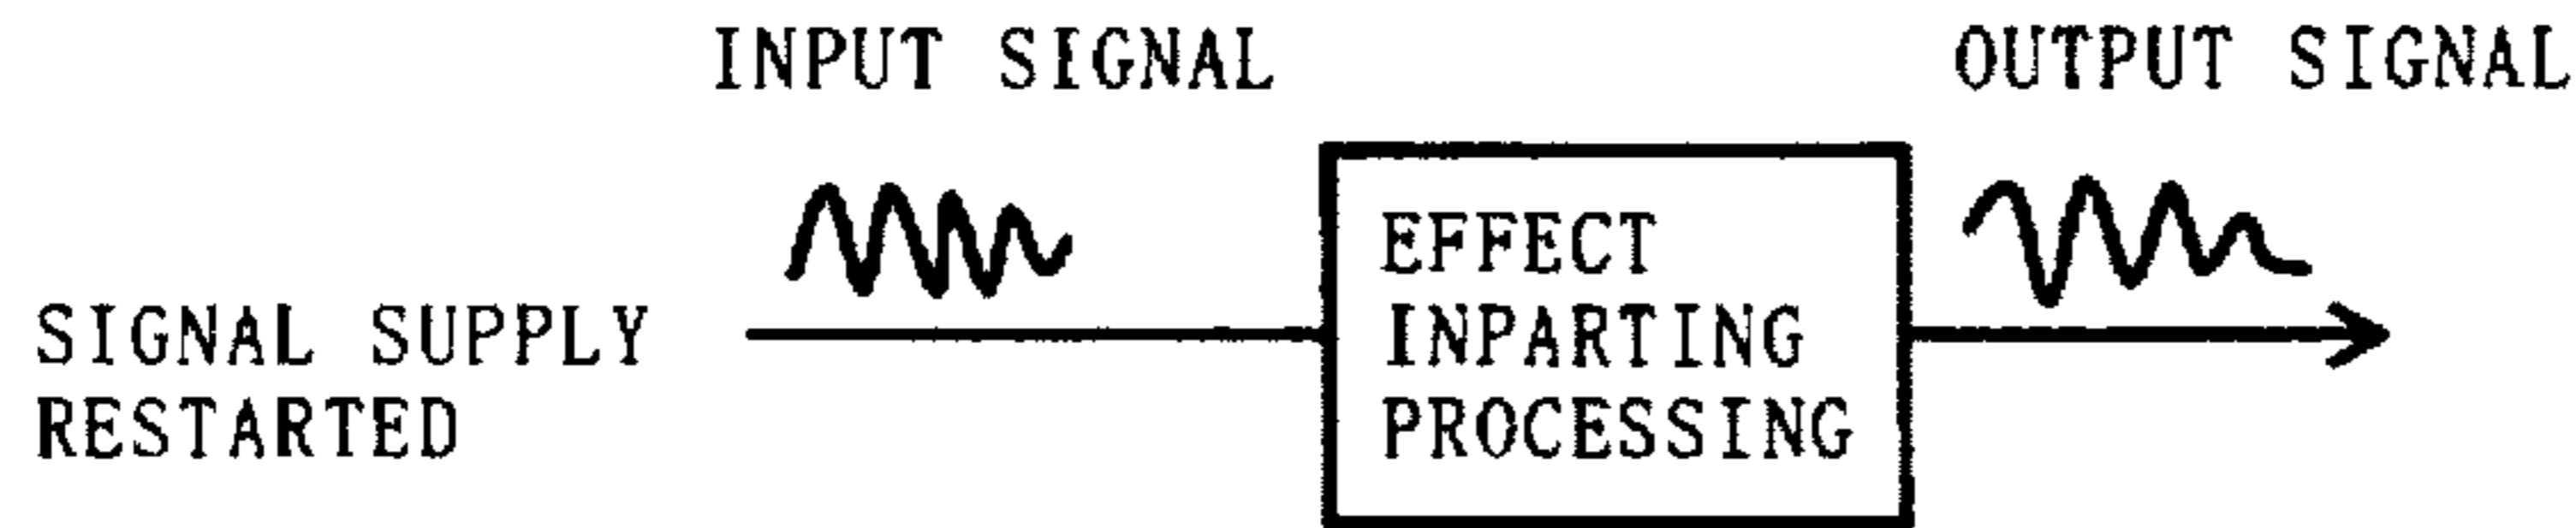 INPUT SIGNAL
OUTPUT SIGNAL
SIGNAL SUPPLY
RESTARTED
EFFECT
INPARTING
PROCESSING